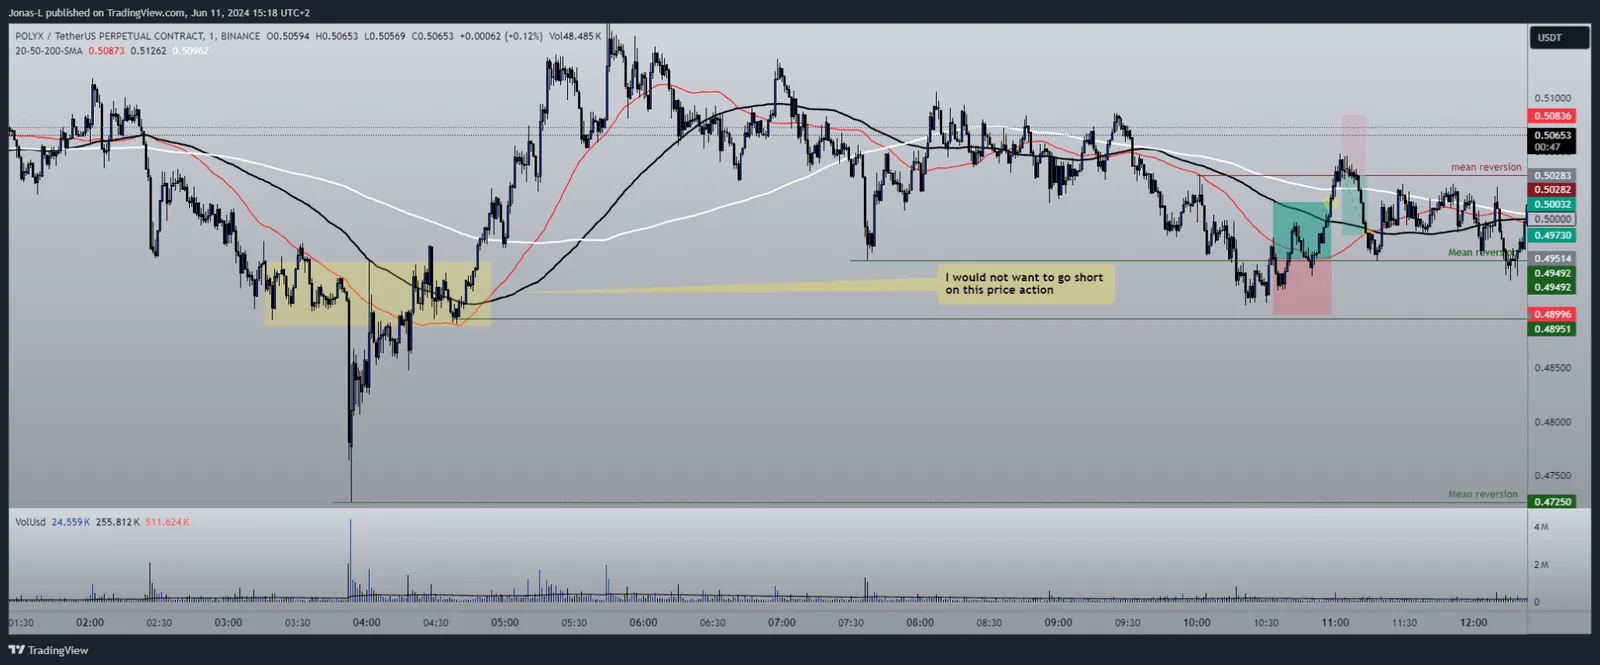 Jonas-L published on TradingView.com, Jun 11, 2024 15:18 UTC+2
POLYX / TetherUS PERPETUAL CONTRACT, 1, BINANCE O0.50594 H0.50653 L0.50569 C0.50653 +0.00062 (+0.12%) Vol48.485K
20-50-200-SMA 0.50873 0.51262 0.50962
USDT
0.51000
0.50836
0.50653
00:47
mean reversion
0.50283
0.50282
0.50032
0.50000
0.49730
Mean reversion
0.49514
0.49492
0.49492
I would not want to go short
on this price action
0.48996
0.48951
0.48500
0.48000
0.47500
Mean reversion
0.47250
VolUsd 24.559K 255.812K 511.624K
4M
2M
0
01:30 02:00 02:30 03:00 03:30 04:00 04:30 05:00 05:30 06:00 06:30 07:00 07:30 08:00 08:30 09:00 09:30 10:00 10:30 11:00 11:30 12:00
TradingView